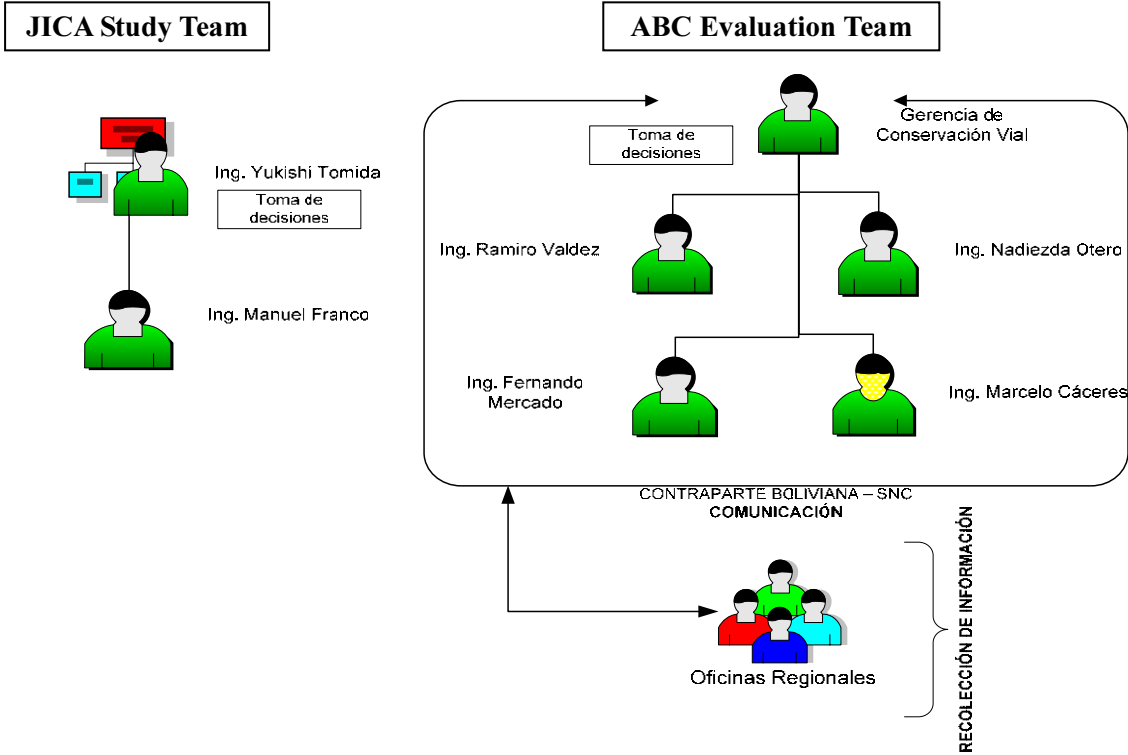 JICA Study Team
ABC Evaluation Team
Ing. Yukishi Tomida
Toma de
decisiones
Ing. Manuel Franco
Toma de
decisiones
Gerencia de
Conservación Vial
Ing. Ramiro Valdez
Ing. Nadiezda Otero
Ing. Fernando
Mercado
Ing. Marcelo Cáceres
CONTRAPARTE BOLIVIANA – SNC
COMUNICACIÓN
Oficinas Regionales
RECOLECCIÓN DE INFORMACIÓN